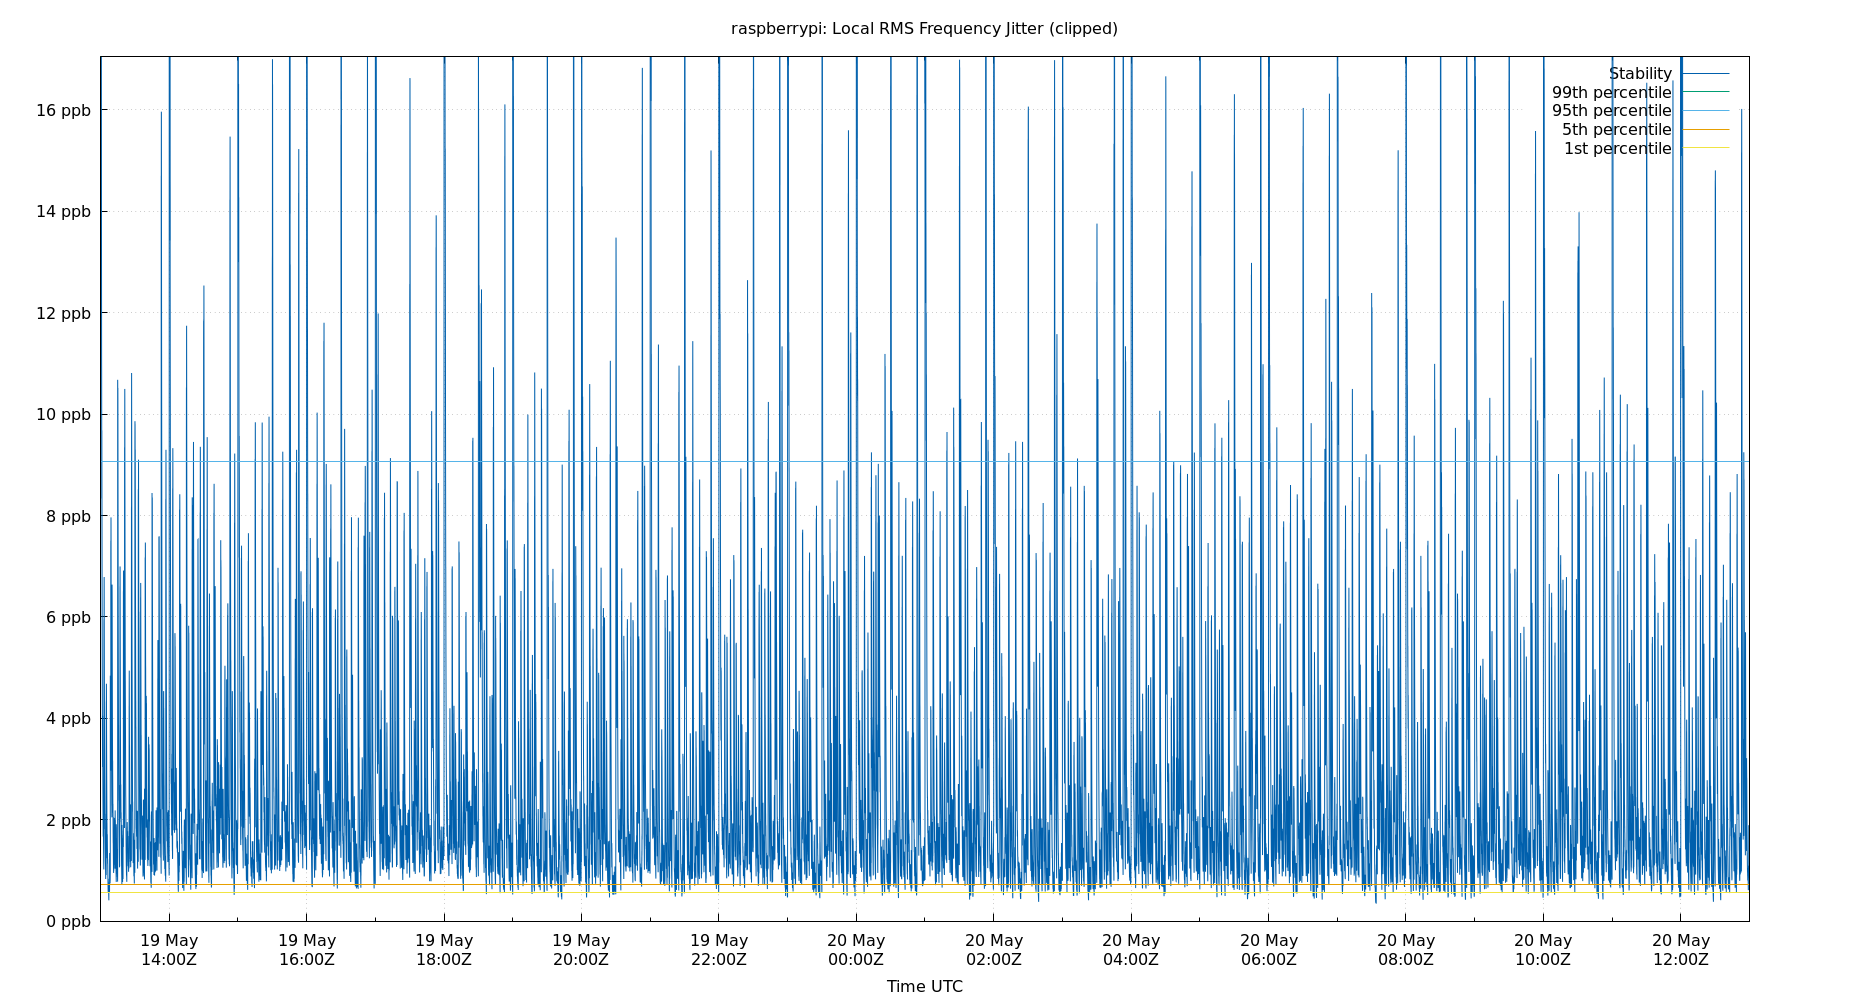 raspberrypi: Local RMS Frequency Jitter (clipped)
Stability
99th percentile
95th percentile
5th percentile
1st percentile
16 ppb
14 ppb
12 ppb
10 ppb
8 ppb
6 ppb
4 ppb
2 ppb
0 ppb
19 May 19 May 19 May 19 May 19 May 20 May 20 May 20 May 20 May 20 May 20 May 20 May
14:00Z 16:00Z 18:00Z 20:00Z 22:00Z 00:00Z 02:00Z 04:00Z 06:00Z 08:00Z 10:00Z 12:00Z
Time UTC